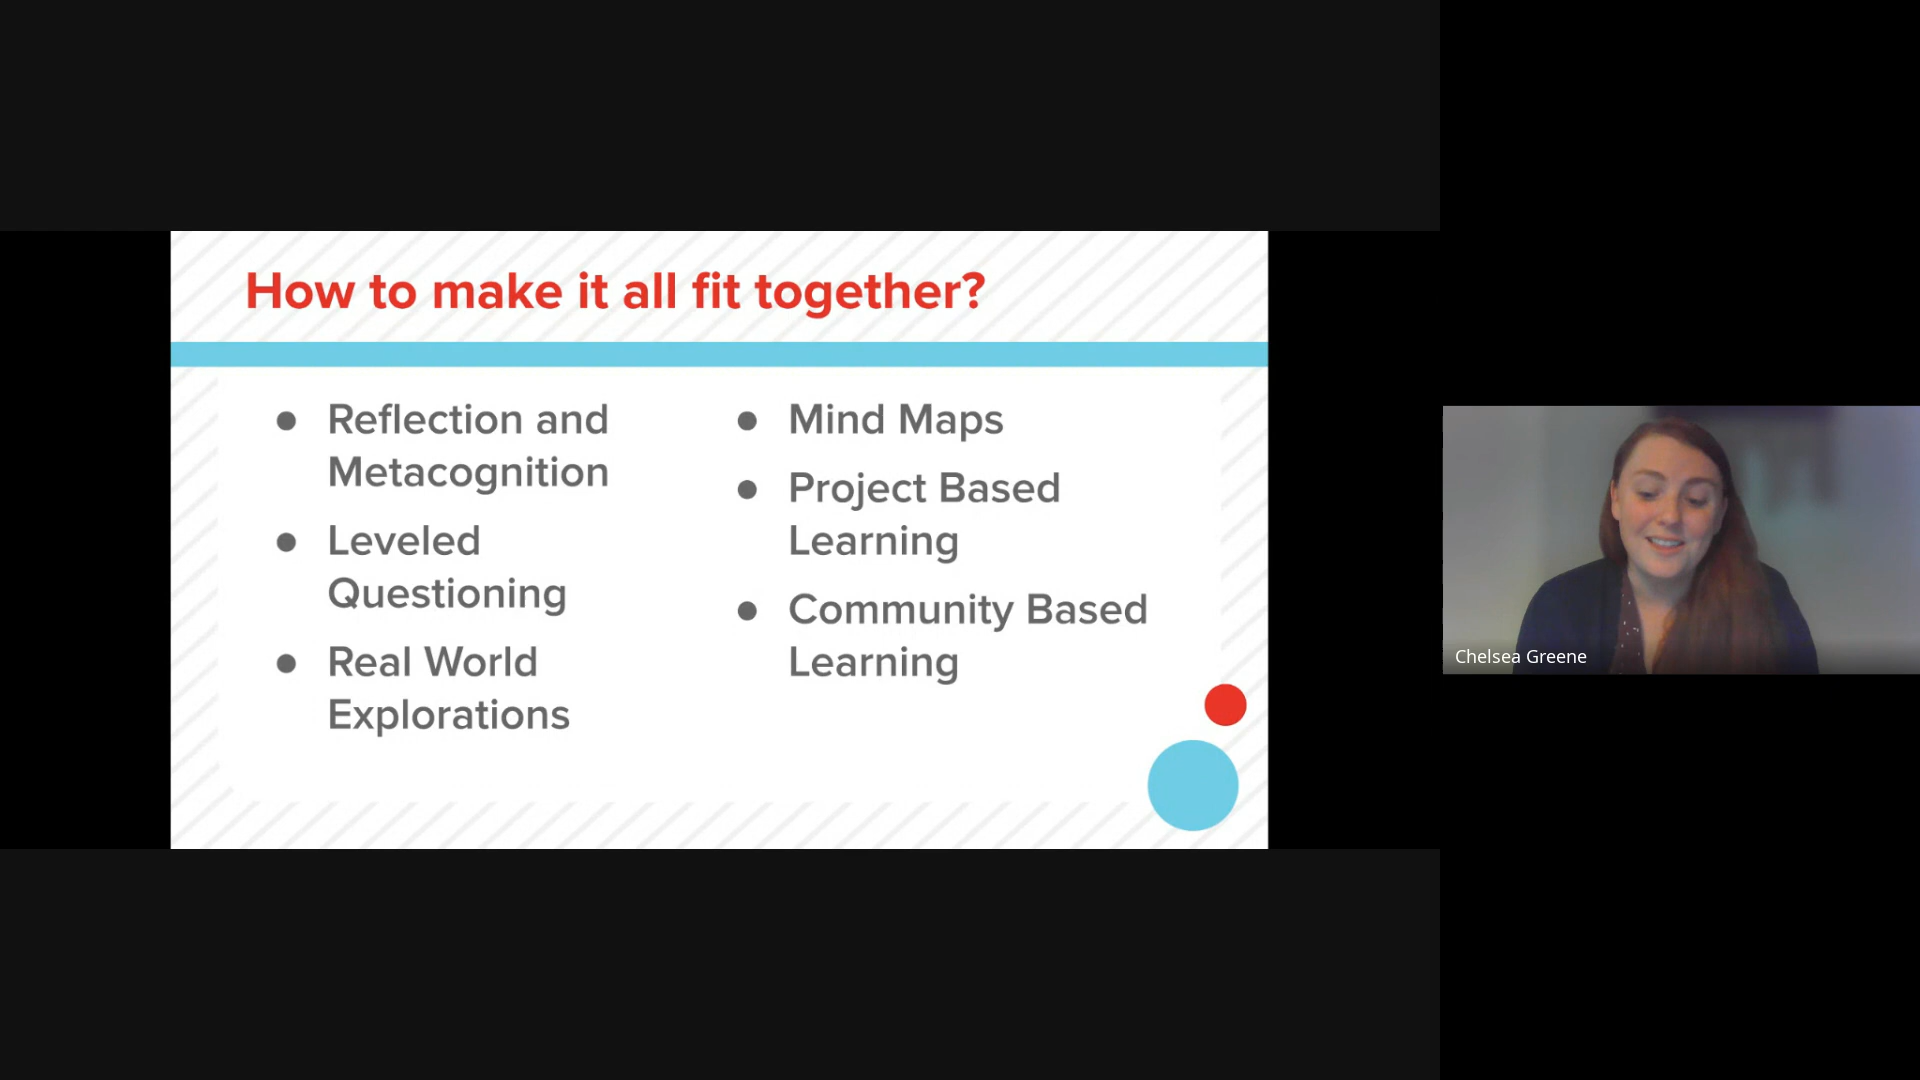 How to make it all fit together?
● Reflection and
Metacognition
● Leveled
Questioning
● Real World
Explorations
● Mind Maps
● Project Based
Learning
● Community Based
Learning
Chelsea Greene